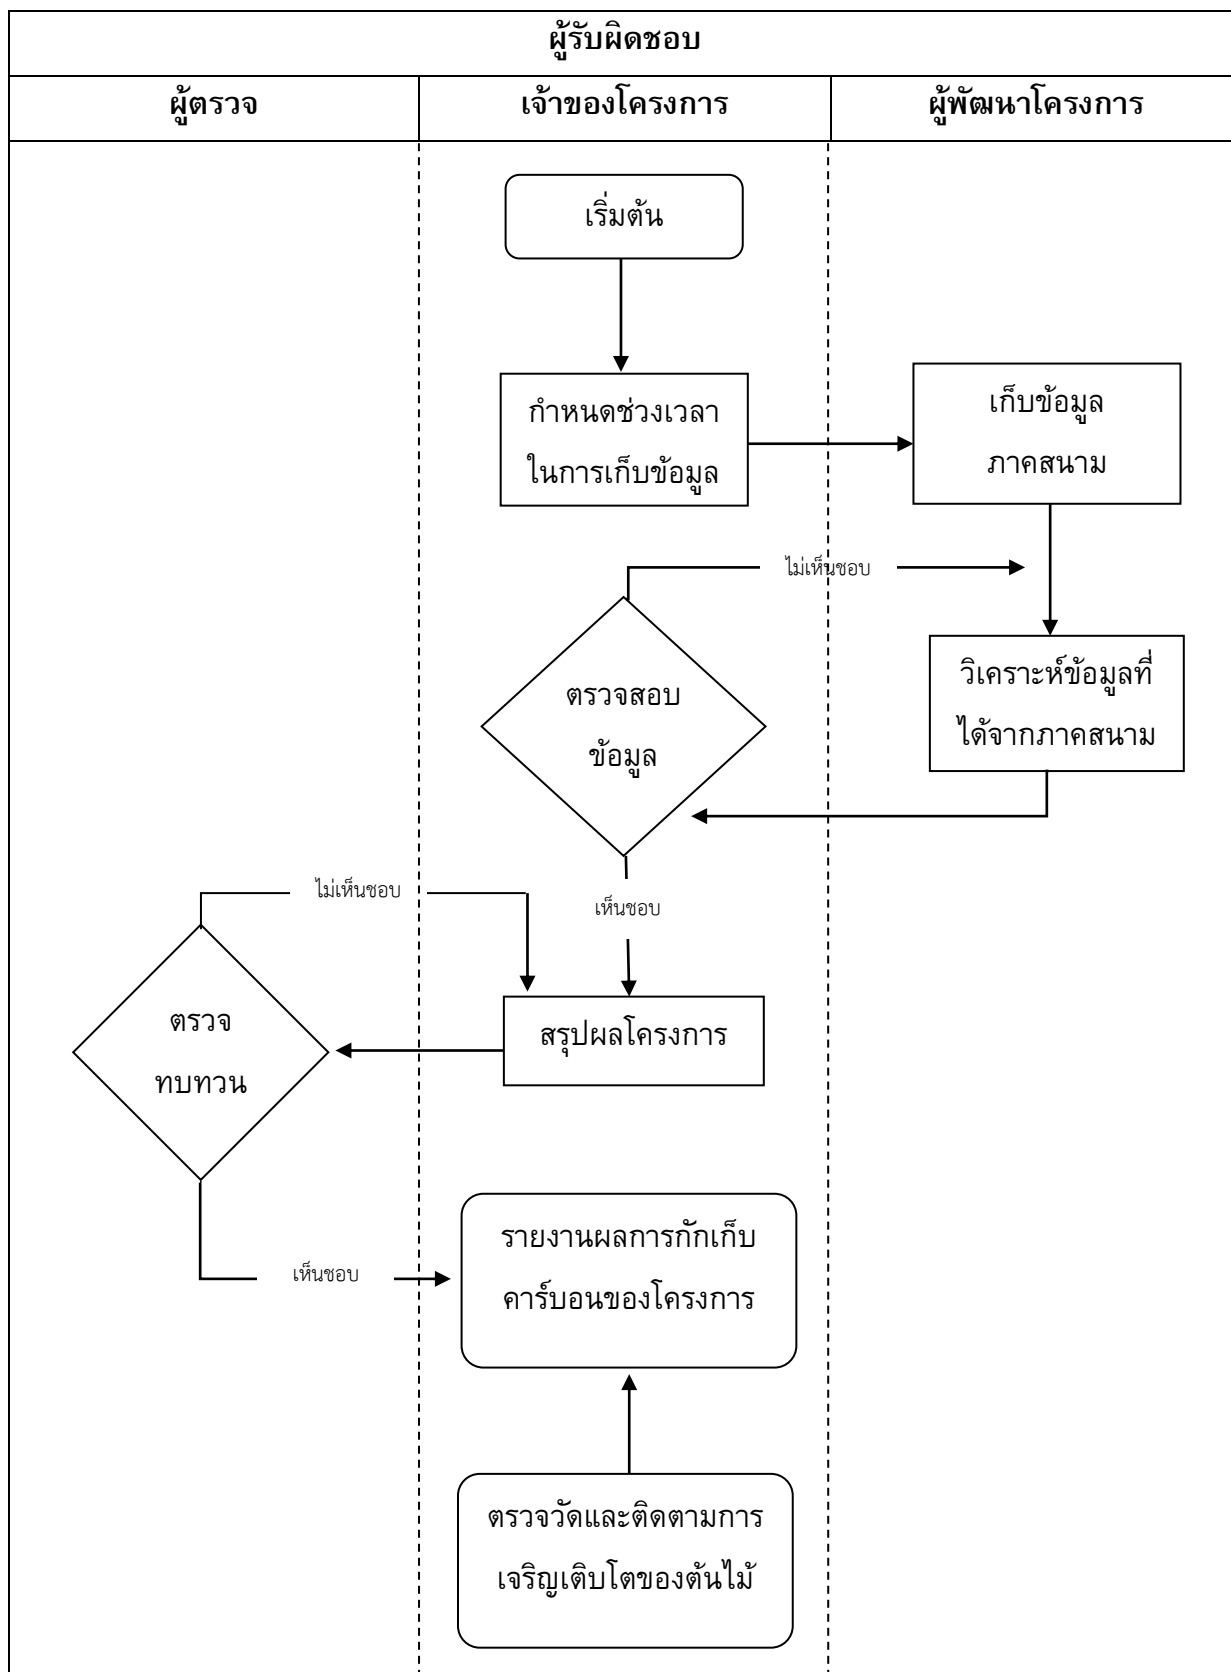 ผู้รับผิดชอบ
ผู้ตรวจ
เจ้าของโครงการ
ผู้พัฒนาโครงการ
เริ่มต้น
กำหนดช่วงเวลา
ในการเก็บข้อมูล
เก็บข้อมูล
ภาคสนาม
ไม่เห็นชอบ
ตรวจสอบ
ข้อมูล
วิเคราะห์ข้อมูลที่
ได้จากภาคสนาม
ไม่เห็นชอบ
เห็นชอบ
ตรวจ
ทบทวน
สรุปผลโครงการ
รายงานผลการกักเก็บ
คาร์บอนของโครงการ
เห็นชอบ
ตรวจวัดและติดตามการ
เจริญเติบโตของต้นไม้